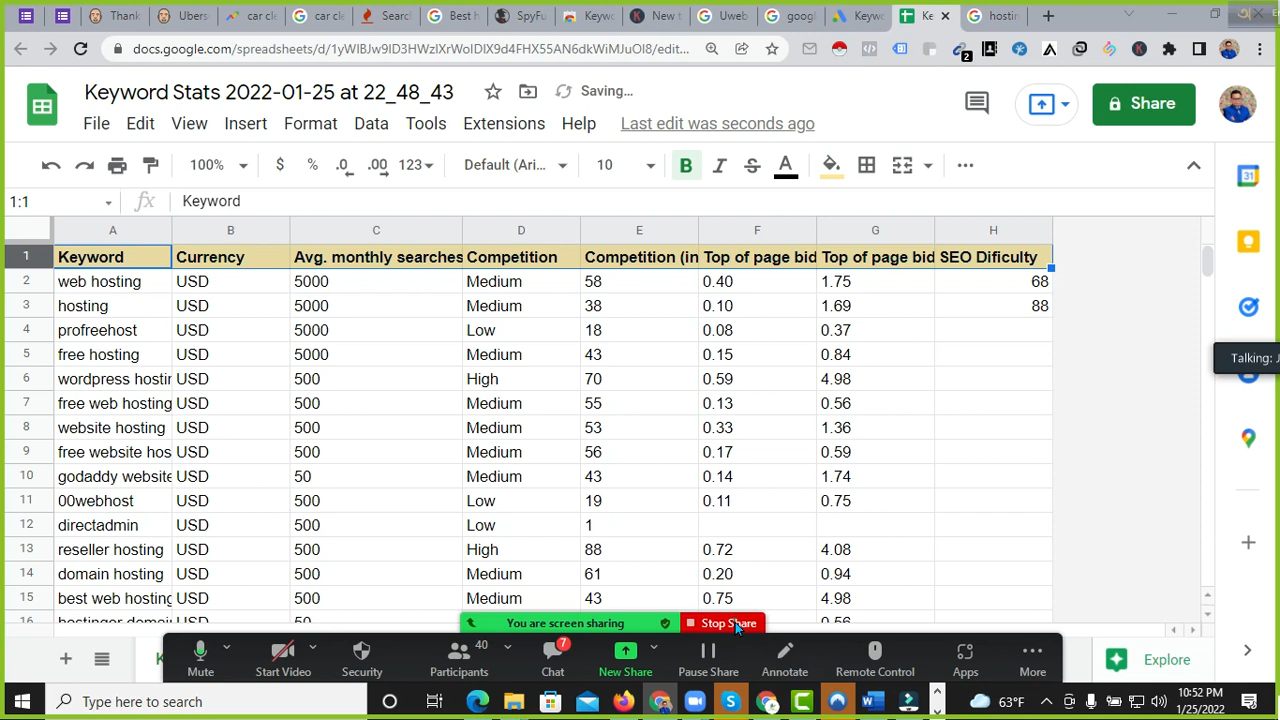 Thank
Ubers
car cle
car cle
Searc
Best h
SpyFu
Keyw
New t
Uweb
goog
Keyw
Ke
hostin
docs.google.com/spreadsheets/d/1yWIBJw9ID3HWzlXrWolDlX9d4FHX55AN6dkWiMJuOI8/edit...
2
Keyword Stats 2022-01-25 at 22_48_43
Saving...
Share
File Edit View Insert Format Data Tools Extensions Help Last edit was seconds ago
100% $ % .0 .00 123 Default (Ari... 10 B I S A
1:1 fx Keyword
A B C D E F G H
1 Keyword Currency Avg. monthly searches Competition Competition (in Top of page bid Top of page bid SEO Dificulty
2 web hosting USD 5000 Medium 58 0.40 1.75 68
3 hosting USD 5000 Medium 38 0.10 1.69 88
4 profreehost USD 5000 Low 18 0.08 0.37
5 free hosting USD 5000 Medium 43 0.15 0.84
6 wordpress hostin USD 500 High 70 0.59 4.98
7 free web hosting USD 500 Medium 55 0.13 0.56
8 website hosting USD 500 Medium 53 0.33 1.36
9 free website hos USD 500 Medium 56 0.17 0.59
10 godaddy website USD 50 Medium 43 0.14 1.74
11 00webhost USD 500 Low 19 0.11 0.75
12 directadmin USD 500 Low 1
13 reseller hosting USD 500 High 88 0.72 4.08
14 domain hosting USD 500 Medium 61 0.20 0.94
15 best web hosting USD 500 Medium 43 0.75 4.98
31
Talking: J
You are screen sharing Stop Share
40 7
Mute Start Video Security Participants Chat New Share Pause Share Annotate Remote Control Apps More
Explore
Type here to search
63°F
10:52 PM
1/25/2022